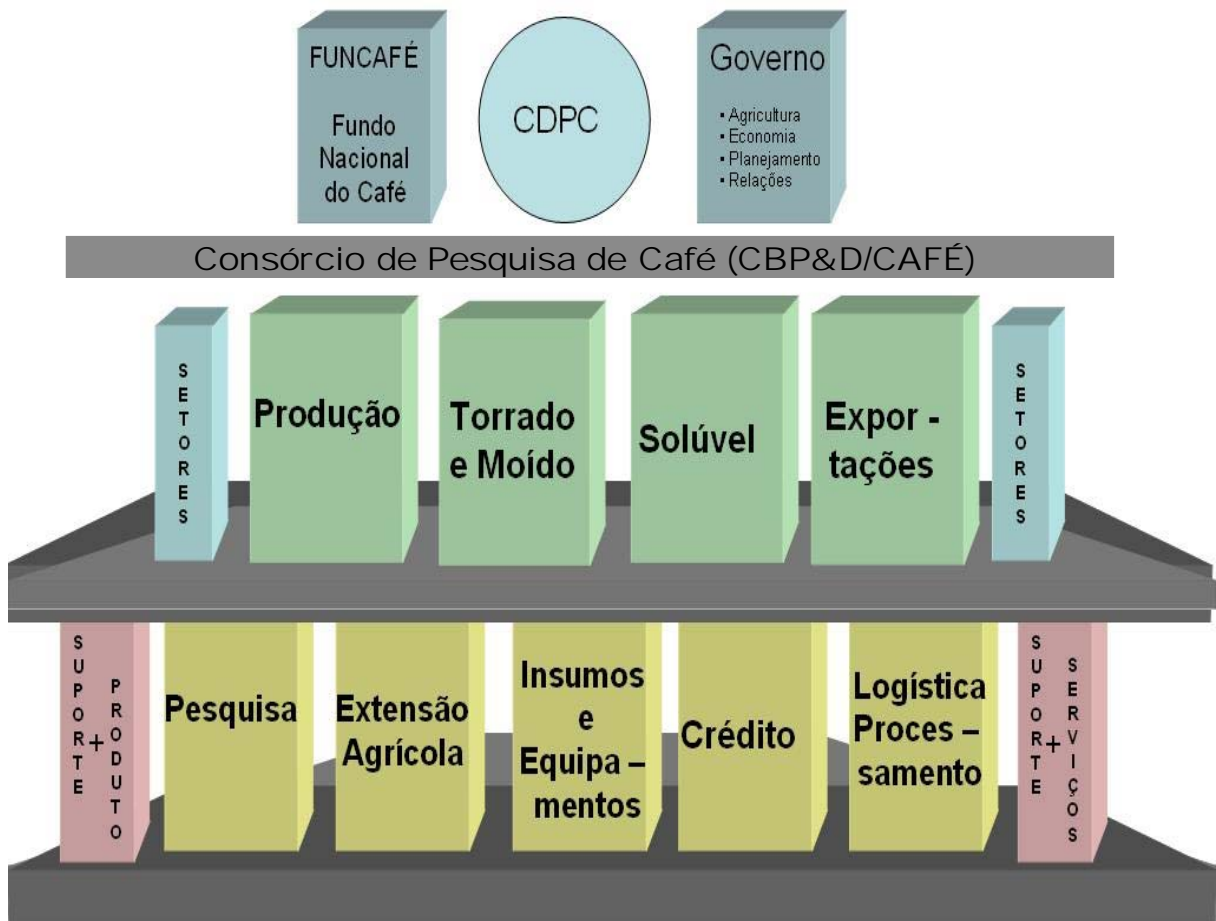 FUNCAFÉ
Fundo
Nacional
do Café
CDPC
Governo
▪ Agricultura
▪ Economia
▪ Planejamento
▪ Relações
Consórcio de Pesquisa de Café (CBP&D/CAFÉ)
SETORES
Produção
Torrado
e Moído
Solúvel
Expor -
tações
SETORES
SUPORTE
+
PRODUTO
Pesquisa
Extensão
Agrícola
Insumos
e
Equipa –
mentos
Crédito
Logística
Proces –
samento
SUPORTE
+
SERVIÇOS